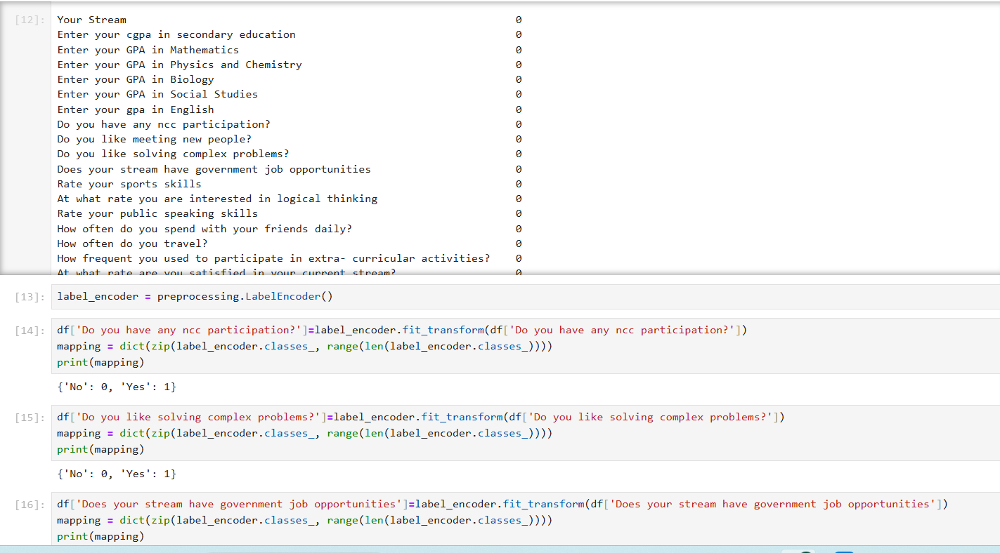 [12]: Your Stream 0
Enter your cgpa in secondary education 0
Enter your GPA in Mathematics 0
Enter your GPA in Physics and Chemistry 0
Enter your GPA in Biology 0
Enter your GPA in Social Studies 0
Enter your gpa in English 0
Do you have any ncc participation? 0
Do you like meeting new people? 0
Do you like solving complex problems? 0
Does your stream have government job opportunities 0
Rate your sports skills 0
At what rate you are interested in logical thinking 0
Rate your public speaking skills 0
How often do you spend with your friends daily? 0
How often do you travel? 0
How frequent you used to participate in extra- curricular activities? 0
At what rate are you satisfied in your current stream? 0
[13]: label_encoder = preprocessing.LabelEncoder()
[14]: df['Do you have any ncc participation?']=label_encoder.fit_transform(df['Do you have any ncc participation?'])
mapping = dict(zip(label_encoder.classes_, range(len(label_encoder.classes_))))
print(mapping)
{'No': 0, 'Yes': 1}
[15]: df['Do you like solving complex problems?']=label_encoder.fit_transform(df['Do you like solving complex problems?'])
mapping = dict(zip(label_encoder.classes_, range(len(label_encoder.classes_))))
print(mapping)
{'No': 0, 'Yes': 1}
[16]: df['Does your stream have government job opportunities']=label_encoder.fit_transform(df['Does your stream have government job opportunities'])
mapping = dict(zip(label_encoder.classes_, range(len(label_encoder.classes_))))
print(mapping)